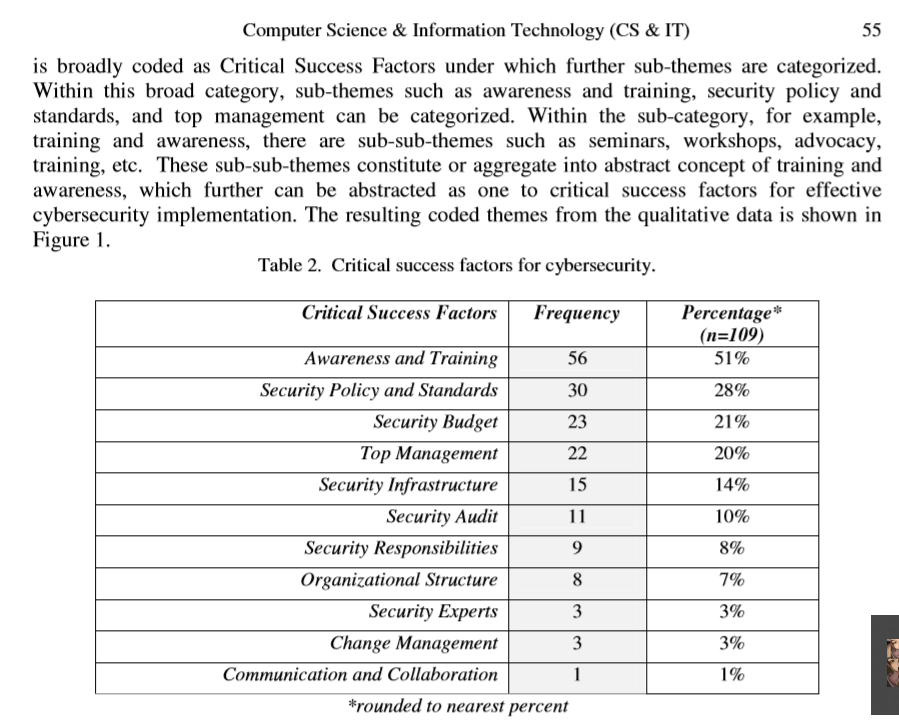 Computer Science & Information Technology (CS & IT) 55
is broadly coded as Critical Success Factors under which further sub-themes are categorized.
Within this broad category, sub-themes such as awareness and training, security policy and
standards, and top management can be categorized. Within the sub-category, for example,
training and awareness, there are sub-sub-themes such as seminars, workshops, advocacy,
training, etc. These sub-sub-themes constitute or aggregate into abstract concept of training and
awareness, which further can be abstracted as one to critical success factors for effective
cybersecurity implementation. The resulting coded themes from the qualitative data is shown in
Figure 1.
Table 2. Critical success factors for cybersecurity.
Critical Success Factors Frequency Percentage*
(n=109)
Awareness and Training 56 51%
Security Policy and Standards 30 28%
Security Budget 23 21%
Top Management 22 20%
Security Infrastructure 15 14%
Security Audit 11 10%
Security Responsibilities 9 8%
Organizational Structure 8 7%
Security Experts 3 3%
Change Management 3 3%
Communication and Collaboration 1 1%
*rounded to nearest percent